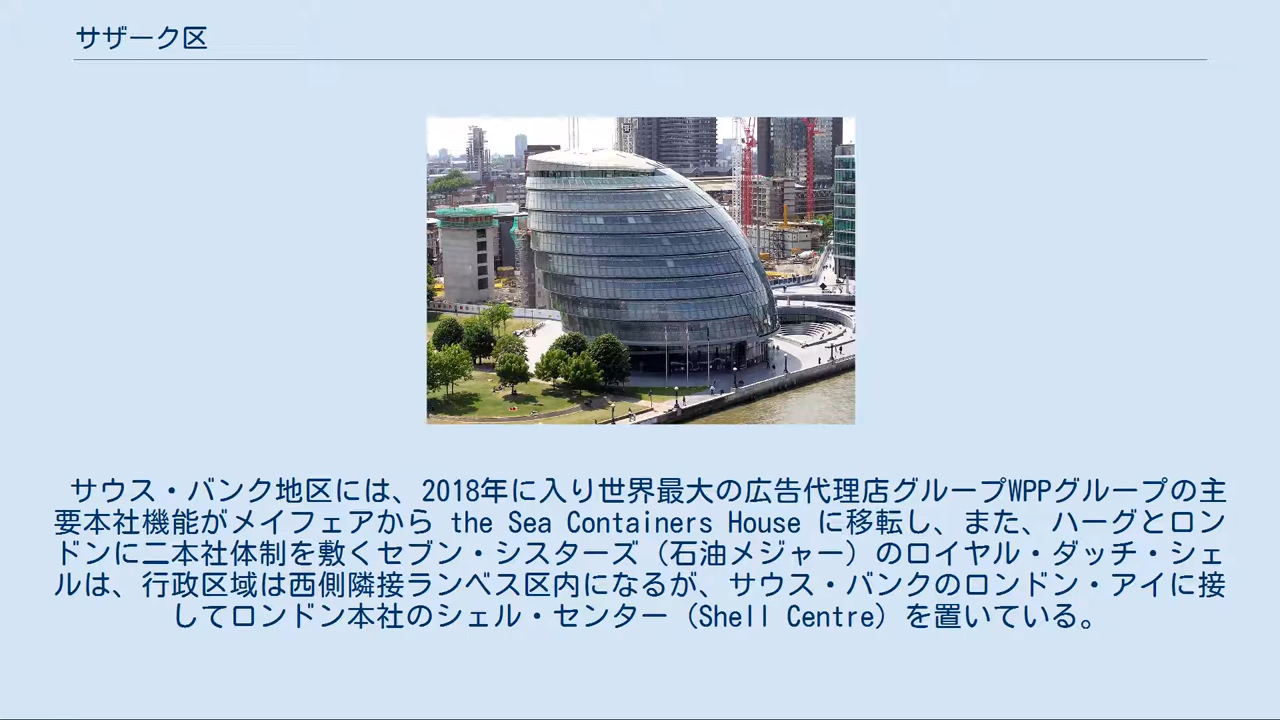 サザーク区
サウス・バンク地区には、2018年に入り世界最大の広告代理店グループWPPグループの主
要本社機能がメイフェアから the Sea Containers House に移転し、また、ハーグとロン
ドンに二本社体制を敷くセブン・シスターズ（石油メジャー）のロイヤル・ダッチ・シェ
ルは、行政区域は西側隣接ランベス区内になるが、サウス・バンクのロンドン・アイに接
してロンドン本社のシェル・センター（Shell Centre）を置いている。